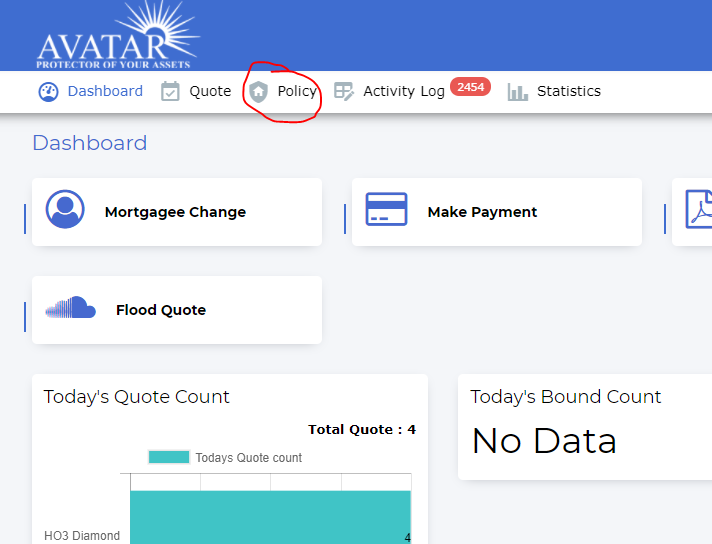 AVATAR
PROTECTOR OF YOUR ASSETS
Dashboard Quote Policy Activity Log 2454 Statistics
Dashboard
Mortgagee Change Make Payment
Flood Quote
Today's Quote Count Today's Bound Count
Total Quote : 4 No Data
Todays Quote count
HO3 Diamond 4